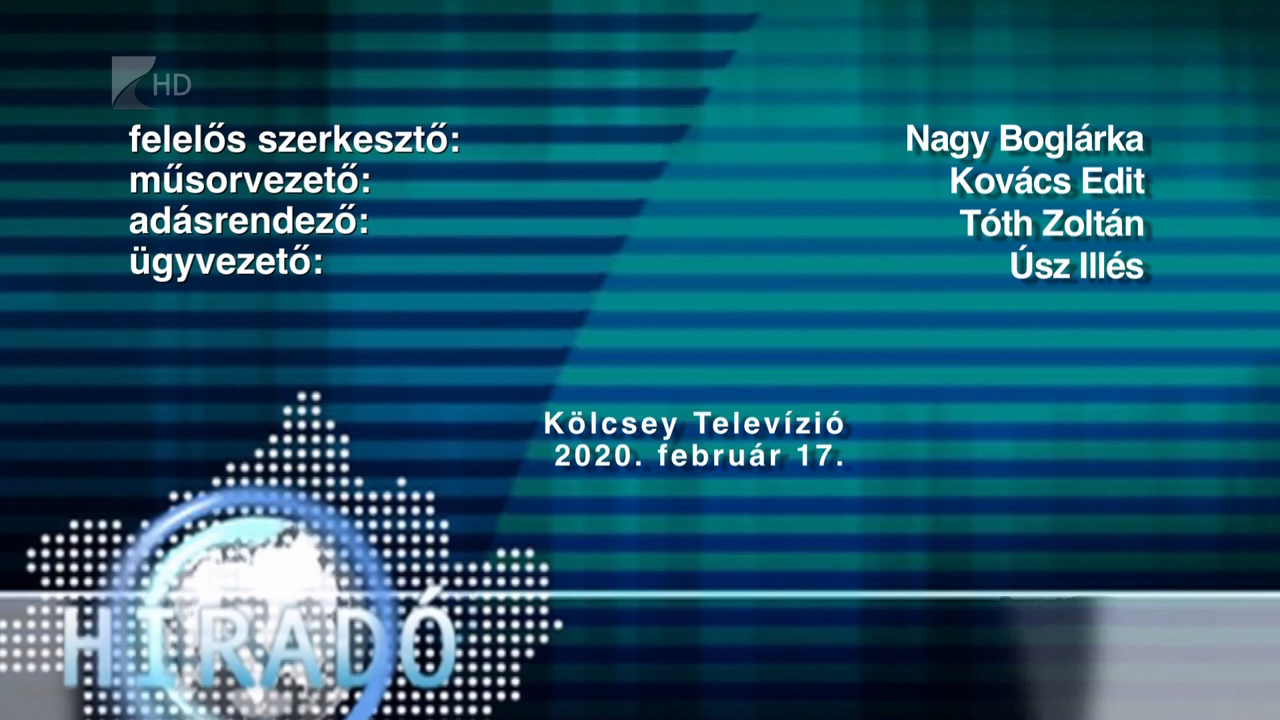 HD
felelős szerkesztő: Nagy Boglárka
műsorvezető: Kovács Edit
adásrendező: Tóth Zoltán
ügyvezető: Úsz Illés
Kölcsey Televízió
2020. február 17.
HÍRADÓ